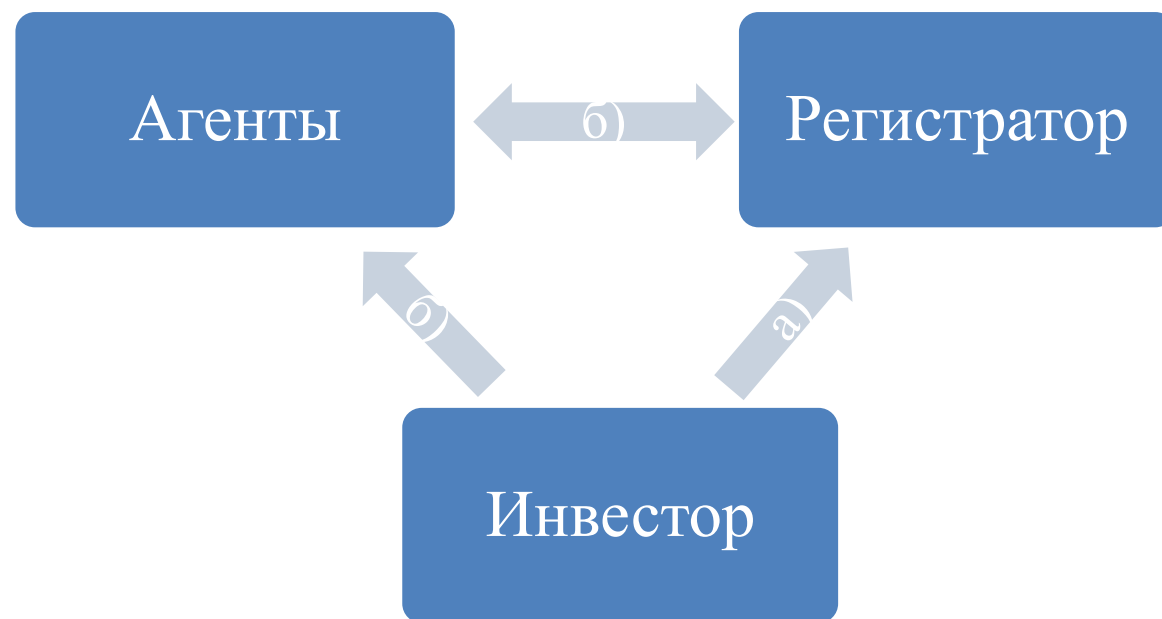 Агенты
б)
Регистратор
б)
а)
Инвестор